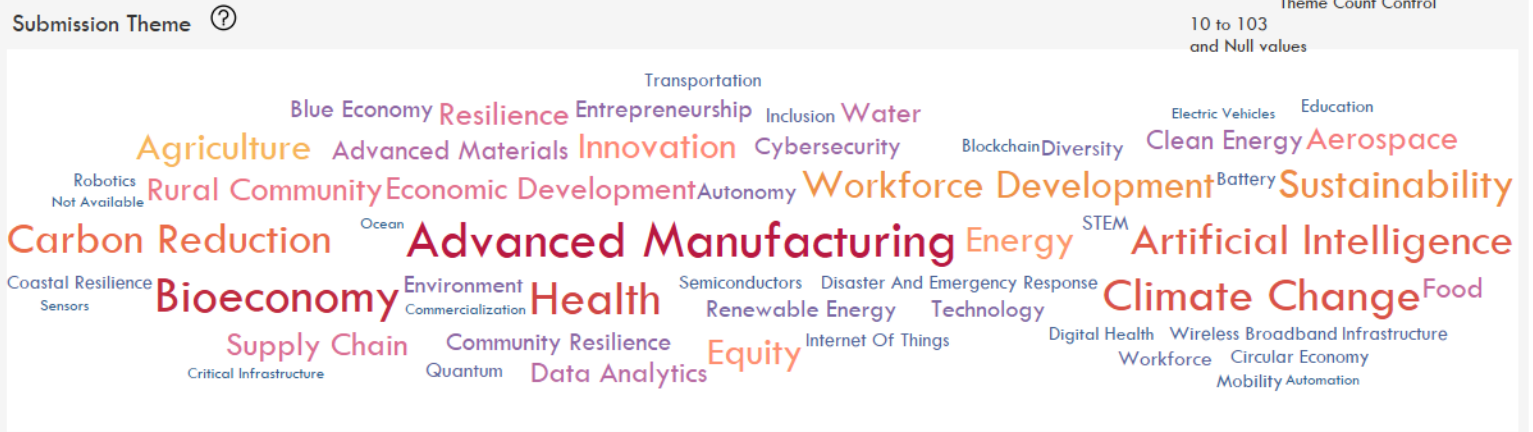 Theme Count Control
Submission Theme ?
10 to 103
and Null values
Transportation
Blue Economy Resilience Entrepreneurship Inclusion Water Electric Vehicles Education
Agriculture Advanced Materials Innovation Cybersecurity Blockchain Diversity Clean Energy Aerospace
Robotics Rural Community Economic Development Autonomy Workforce Development Battery Sustainability
Not Available
Carbon Reduction Ocean Advanced Manufacturing Energy STEM Artificial Intelligence
Coastal Resilience Bioeconomy Environment Health Semiconductors Disaster And Emergency Response Climate Change Food
Sensors Commercialization Renewable Energy Technology
Supply Chain Community Resilience Equity Internet Of Things Digital Health Wireless Broadband Infrastructure
Critical Infrastructure Quantum Data Analytics Workforce Circular Economy
Mobility Automation